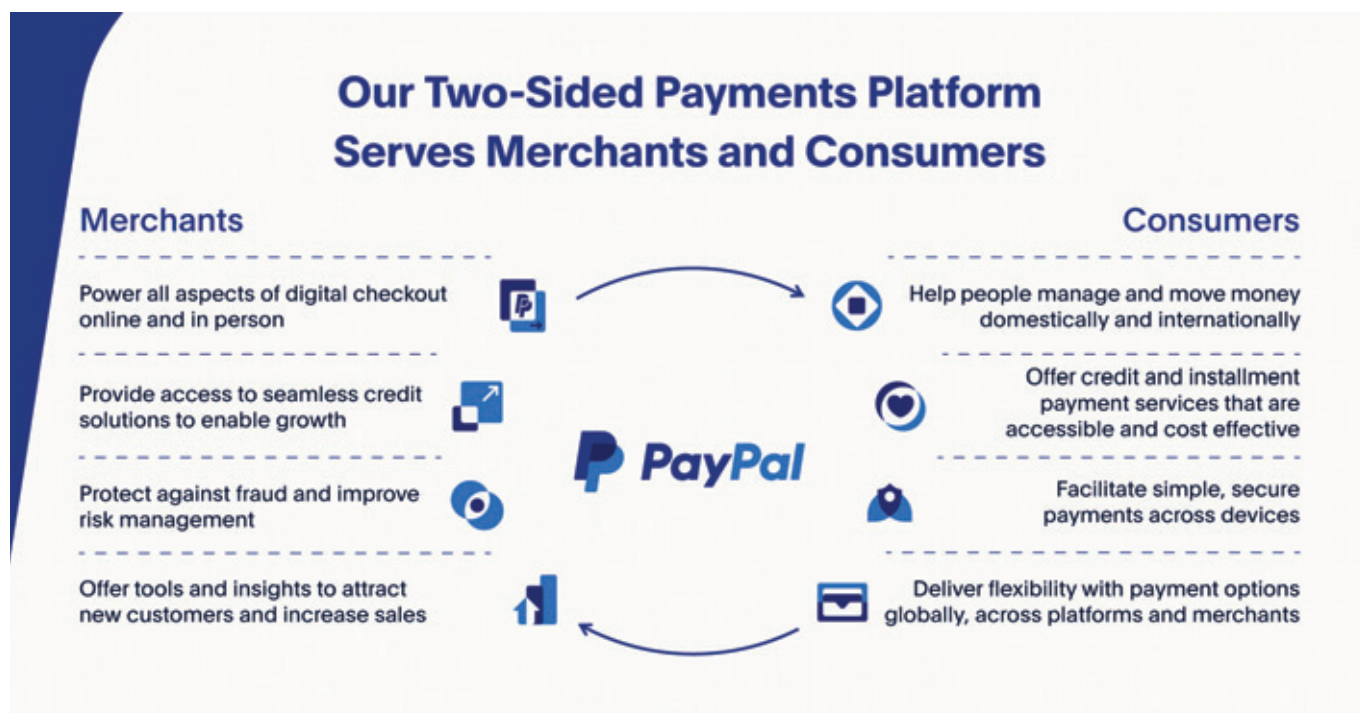 Our Two-Sided Payments Platform
Serves Merchants and Consumers
Merchants
Power all aspects of digital checkout
online and in person
Provide access to seamless credit
solutions to enable growth
Protect against fraud and improve
risk management
Offer tools and insights to attract
new customers and increase sales
PayPal
Consumers
Help people manage and move money
domestically and internationally
Offer credit and installment
payment services that are
accessible and cost effective
Facilitate simple, secure
payments across devices
Deliver flexibility with payment options
globally, across platforms and merchants